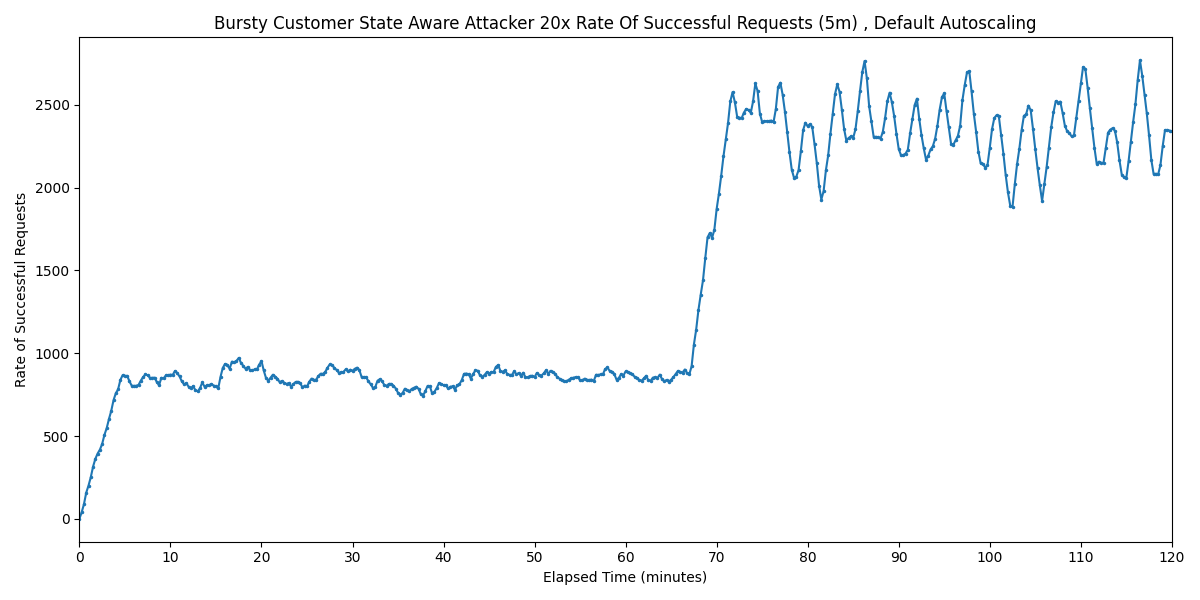 Bursty Customer State Aware Attacker 20x Rate Of Successful Requests (5m) , Default Autoscaling
Rate of Successful Requests
2500
2000
1500
1000
500
0
0 10 20 30 40 50 60 70 80 90 100 110 120
Elapsed Time (minutes)